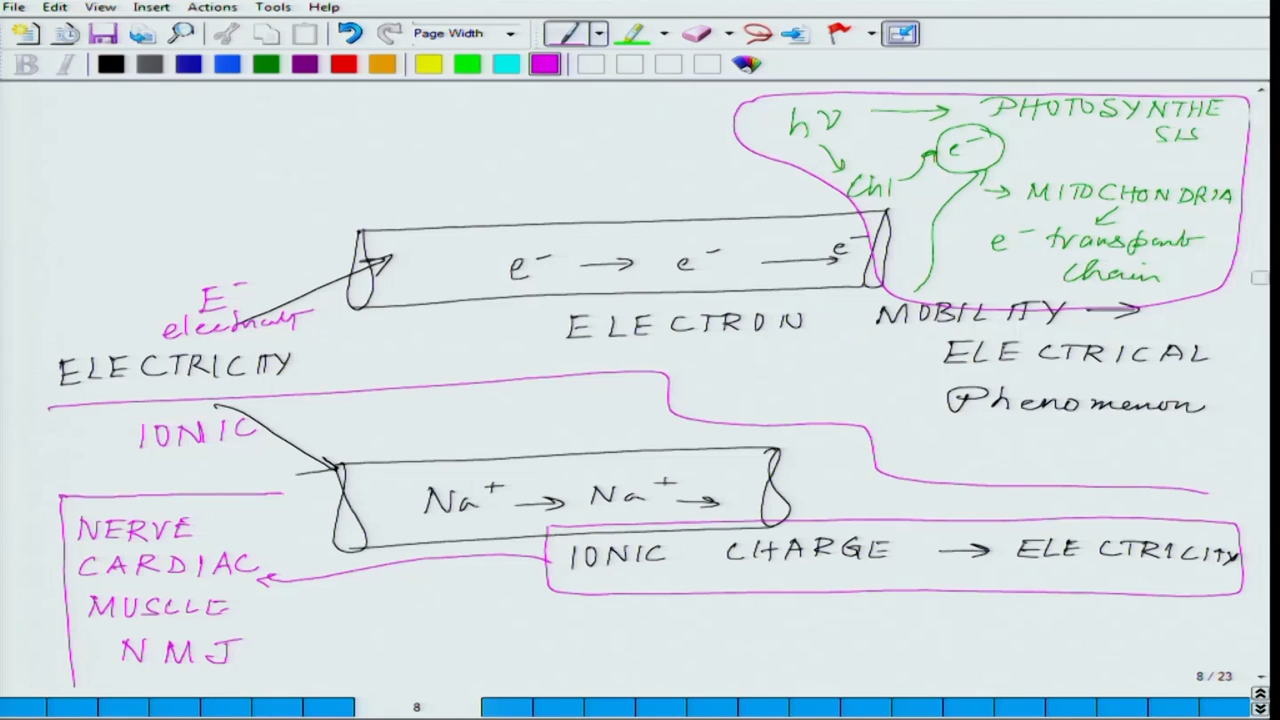 File Edit View Insert Actions Tools Help
Page Width
B I
hν → PHOTOSYNTHE
SIS
Chl e⁻
→ MITOCHONDRIA
e⁻ transport
chain
e⁻ → e⁻ → e⁻
E⁻
ELECTRON MOBILITY →
ELECTRICAL
Phenomenon
ELECTRICITY
IONIC
Na⁺ → Na⁺ →
IONIC CHARGE → ELECTRICITY
NERVE
CARDIAC
MUSCLE
NMJ
8 / 23
8